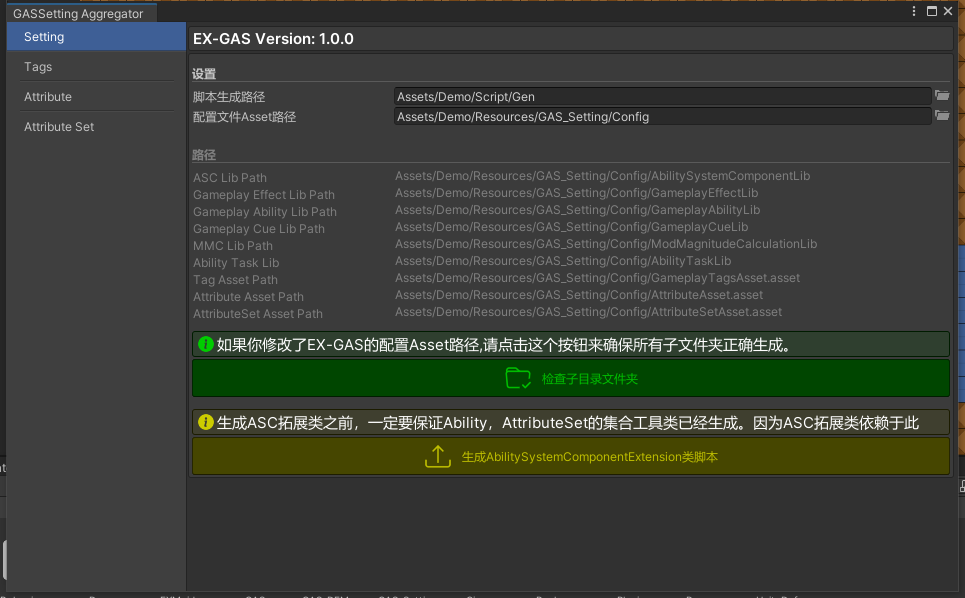 GASSetting Aggregator
Setting
Tags
Attribute
Attribute Set
EX-GAS Version: 1.0.0
设置
脚本生成路径 Assets/Demo/Script/Gen
配置文件Asset路径 Assets/Demo/Resources/GAS_Setting/Config
路径
ASC Lib Path Assets/Demo/Resources/GAS_Setting/Config/AbilitySystemComponentLib
Gameplay Effect Lib Path Assets/Demo/Resources/GAS_Setting/Config/GameplayEffectLib
Gameplay Ability Lib Path Assets/Demo/Resources/GAS_Setting/Config/GameplayAbilityLib
Gameplay Cue Lib Path Assets/Demo/Resources/GAS_Setting/Config/GameplayCueLib
MMC Lib Path Assets/Demo/Resources/GAS_Setting/Config/ModMagnitudeCalculationLib
Ability Task Lib Assets/Demo/Resources/GAS_Setting/Config/AbilityTaskLib
Tag Asset Path Assets/Demo/Resources/GAS_Setting/Config/GameplayTagsAsset.asset
Attribute Asset Path Assets/Demo/Resources/GAS_Setting/Config/AttributeAsset.asset
AttributeSet Asset Path Assets/Demo/Resources/GAS_Setting/Config/AttributeSetAsset.asset
如果你修改了EX-GAS的配置Asset路径,请点击这个按钮来确保所有子文件夹正确生成。
检查子目录文件夹
生成ASC拓展类之前，一定要保证Ability，AttributeSet的集合工具类已经生成。因为ASC拓展类依赖于此
生成AbilitySystemComponentExtension类脚本